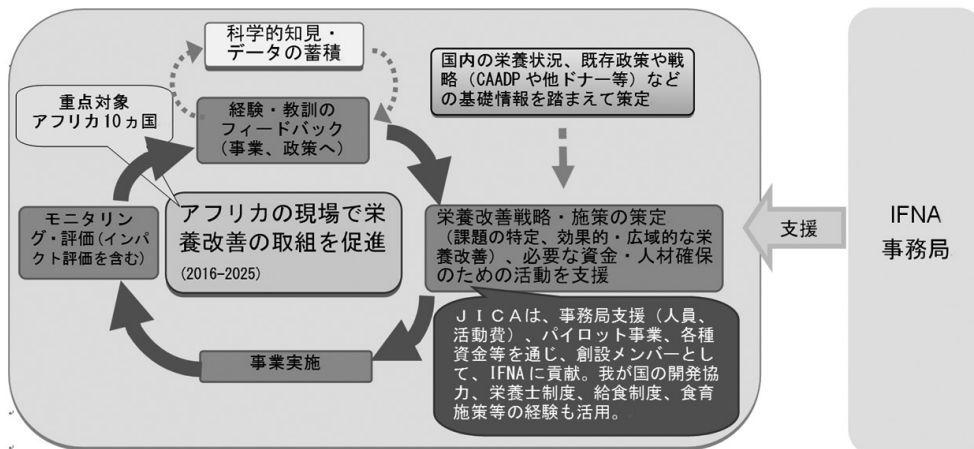 科学的知見・
データの蓄積
国内の栄養状況、既存政策や戦
略（CAADPや他ドナー等）など
の基礎情報を踏まえて策定
重点対象
アフリカ10ヵ国
経験・教訓の
フィードバック
（事業、政策へ）
モニタリン
グ・評価(インパ
クト評価を含む)
アフリカの現場で栄
養改善の取組を促進
(2016-2025)
栄養改善戦略・施策の策定
（課題の特定、効果的・広域的な栄
養改善）、必要な資金・人材確保
のための活動を支援
支援
IFNA
事務局
事業実施
ＪＩＣＡは、事務局支援（人員、
活動費）、パイロット事業、各種
資金等を通じ、創設メンバーとし
て、IFNAに貢献。我が国の開発協
力、栄養士制度、給食制度、食育
施策等の経験も活用。